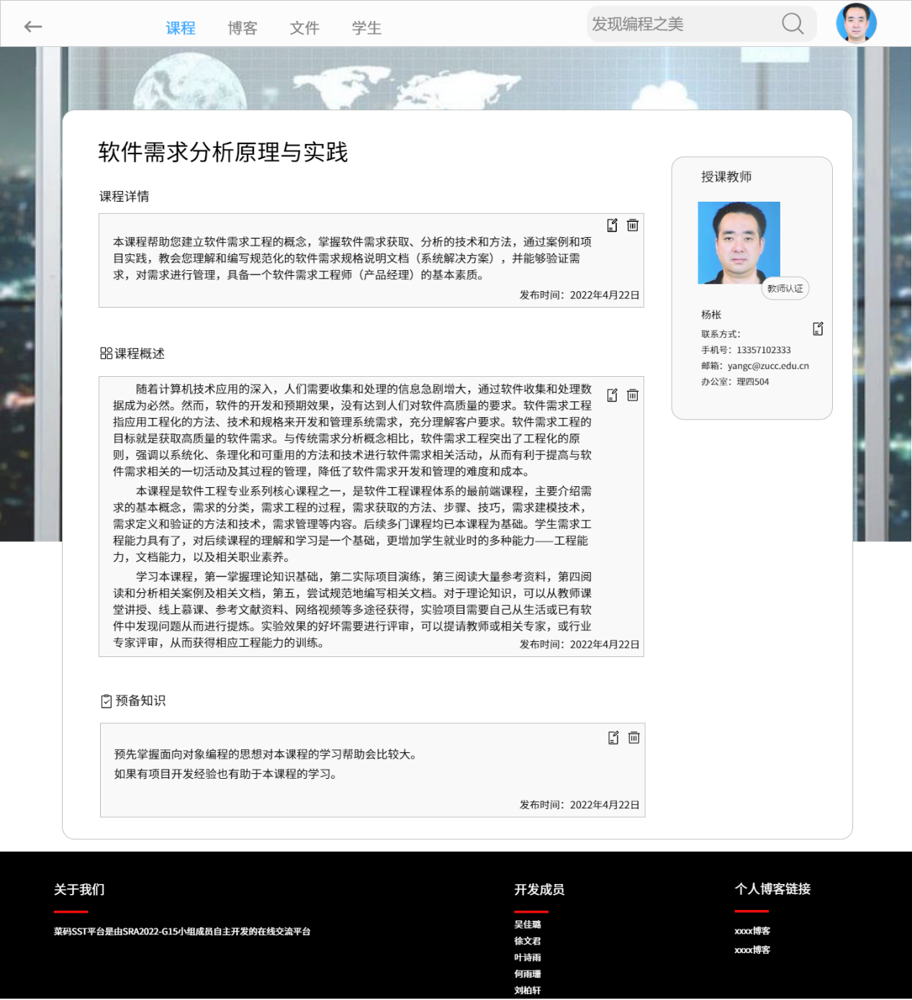 课程 博客 文件 学生 发现编程之美
软件需求分析原理与实践
课程详情
本课程帮助您建立软件需求工程的概念，掌握软件需求获取、分析的技术和方法，通过案例和项
目实践，教会您理解和编写规范化的软件需求规格说明文档（系统解决方案），并能够验证需
求，对需求进行管理，具备一个软件需求工程师（产品经理）的基本素质。
发布时间：2022年4月22日
授课教师
教师认证
杨枨
联系方式：
手机号：13357102333
邮箱：yangc@zucc.edu.cn
办公室：理四504
课程概述
随着计算机技术应用的深入，人们需要收集和处理的信息急剧增大，通过软件收集和处理数
据成为必然。然而，软件的开发和预期效果，没有达到人们对软件高质量的要求。软件需求工程
指应用工程化的方法、技术和规格来开发和管理系统需求，充分理解客户要求。软件需求工程的
目标就是获取高质量的软件需求。与传统需求分析概念相比，软件需求工程突出了工程化的原
则，强调以系统化、条理化和可重用的方法和技术进行软件需求相关活动，从而有利于提高与软
件需求相关的一切活动及其过程的管理，降低了软件需求开发和管理的难度和成本。
本课程是软件工程专业系列核心课程之一，是软件工程课程体系的最前端课程，主要介绍需
求的基本概念，需求的分类，需求工程的过程，需求获取的方法、步骤、技巧，需求建模技术，
需求定义和验证的方法和技术，需求管理等内容。后续多门课程均已本课程为基础。学生需求工
程能力具有了，对后续课程的理解和学习是一个基础，更增加学生就业时的多种能力——工程能
力，文档能力，以及相关职业素养。
学习本课程，第一掌握理论知识基础，第二实际项目演练，第三阅读大量参考资料，第四阅
读和分析相关案例及相关文档，第五，尝试规范地编写相关文档。对于理论知识，可以从教师课
堂讲授、线上慕课、参考文献资料、网络视频等多途径获得，实验项目需要自己从生活或已有软
件中发现问题从而进行提炼。实验效果的好坏需要进行评审，可以提请教师或相关专家，或行业
专家评审，从而获得相应工程能力的训练。
发布时间：2022年4月22日
预备知识
预先掌握面向对象编程的思想对本课程的学习帮助会比较大。
如果有项目开发经验也有助于本课程的学习。
发布时间：2022年4月22日
关于我们
菜码SST平台是由SRA2022-G15小组成员自主开发的在线交流平台
开发成员
吴佳璐
徐文君
叶诗雨
何雨珊
刘柏轩
个人博客链接
xxxx博客
xxxx博客